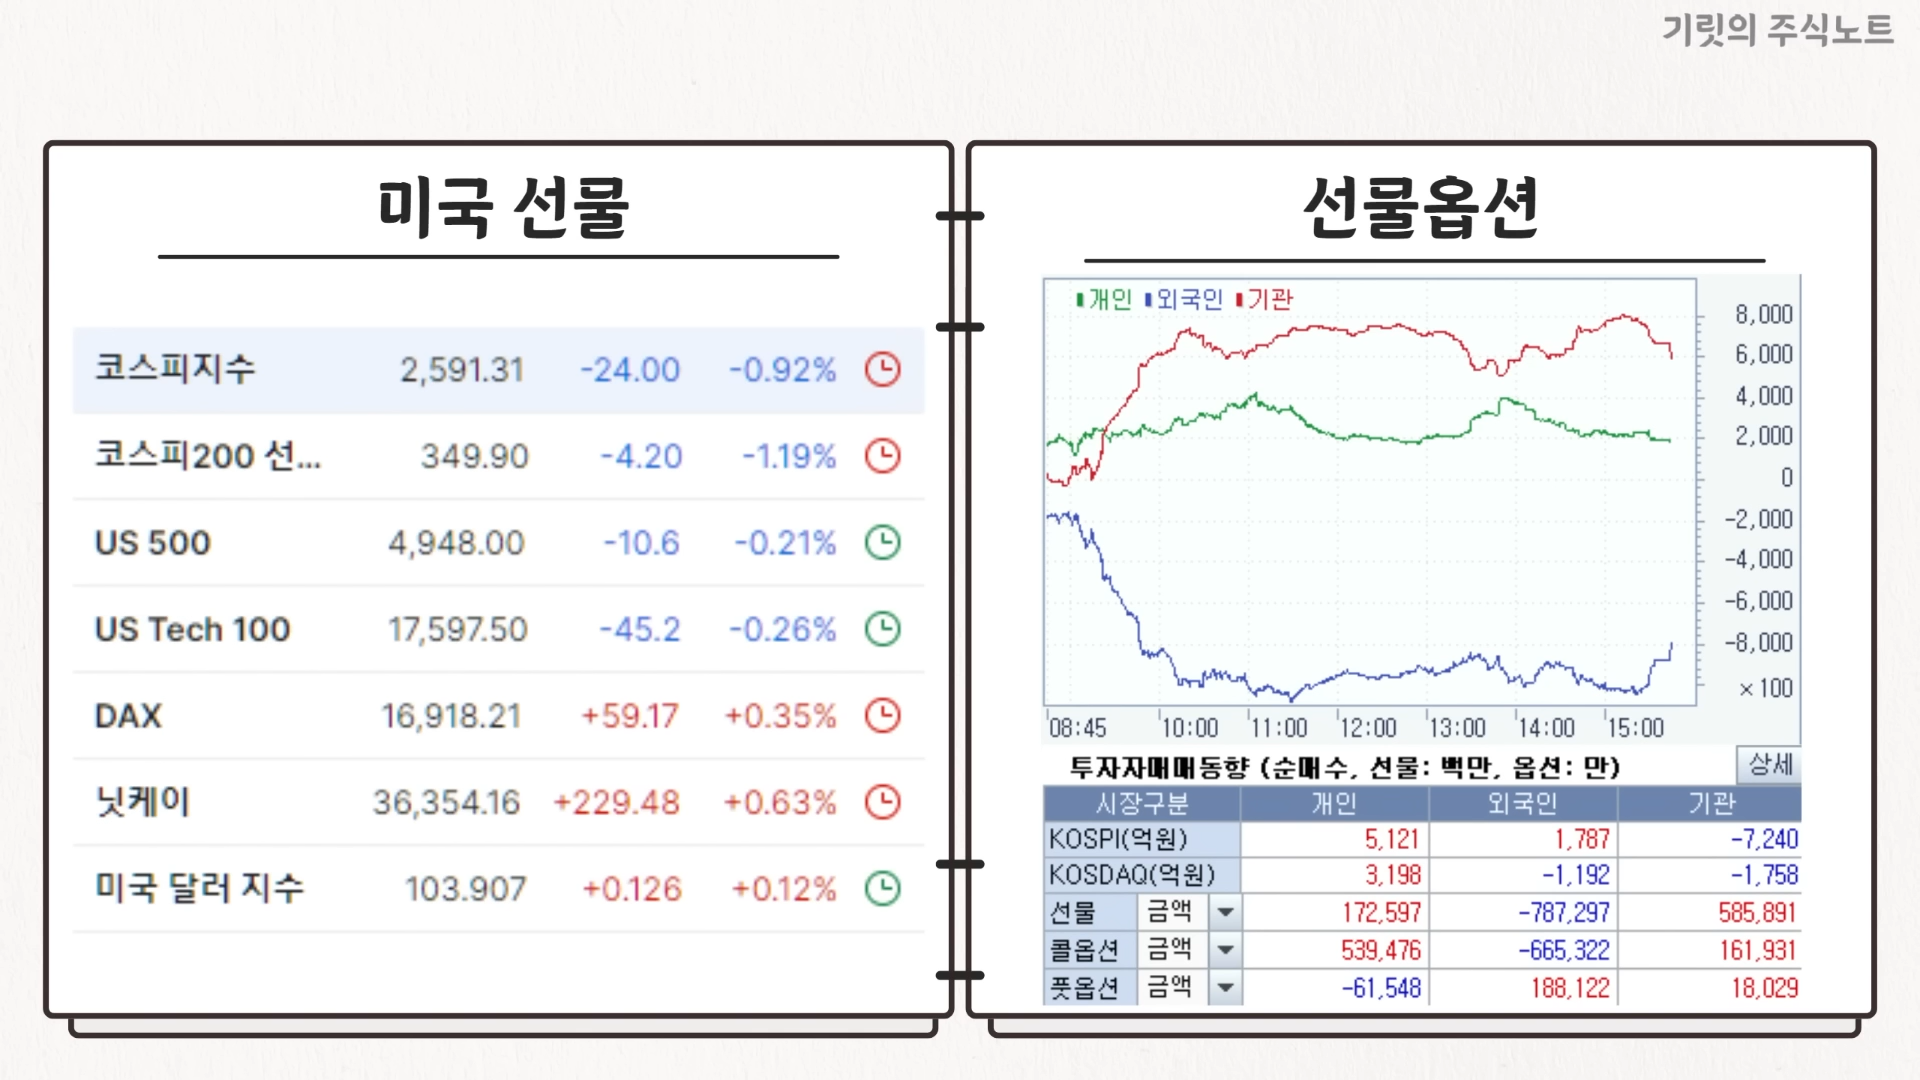 기릿의 주식노트
미국 선물
코스피지수 2,591.31 -24.00 -0.92%
코스피200 선... 349.90 -4.20 -1.19%
US 500 4,948.00 -10.6 -0.21%
US Tech 100 17,597.50 -45.2 -0.26%
DAX 16,918.21 +59.17 +0.35%
닛케이 36,354.16 +229.48 +0.63%
미국 달러 지수 103.907 +0.126 +0.12%
선물옵션
개인 외국인 기관
8,000
6,000
4,000
2,000
0
-2,000
-4,000
-6,000
-8,000
×100
08:45 10:00 11:00 12:00 13:00 14:00 15:00
투자자매매동향 (순매수, 선물: 백만, 옵션: 만) 상세
시장구분 개인 외국인 기관
KOSPI(억원) 5,121 1,787 -7,240
KOSDAQ(억원) 3,198 -1,192 -1,758
선물 금액 172,597 -787,297 585,891
콜옵션 금액 539,476 -665,322 161,931
풋옵션 금액 -61,548 188,122 18,029